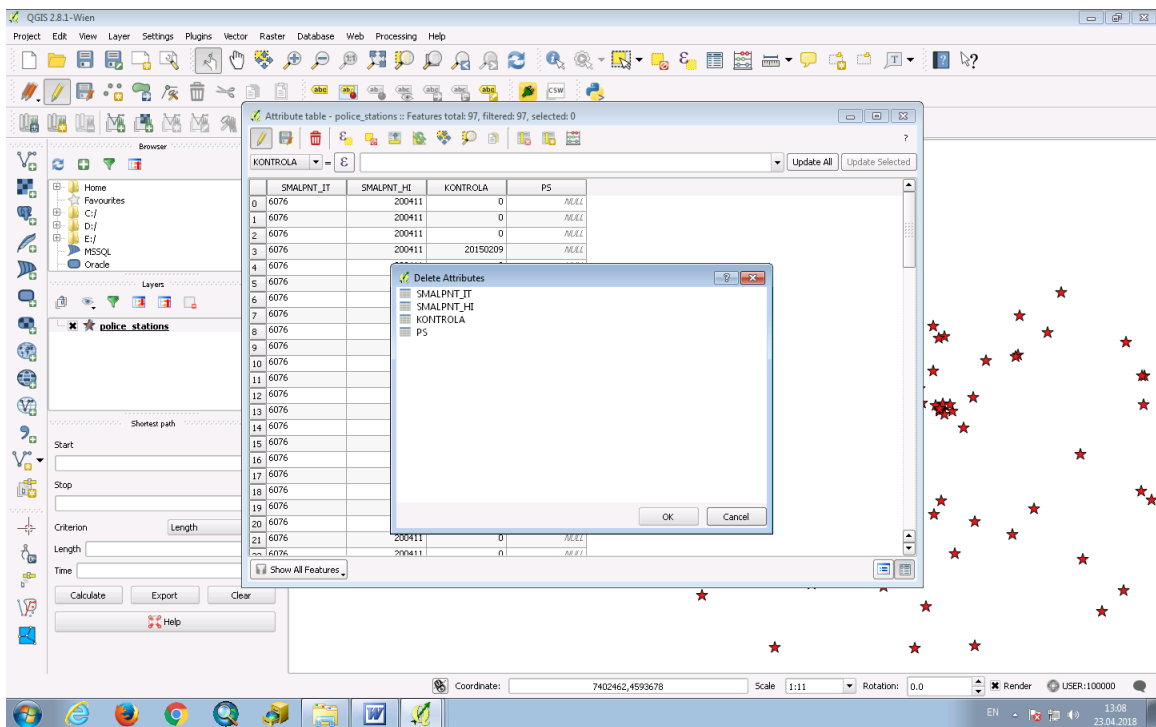 QGIS 2.8.1-Wien
Project Edit View Layer Settings Plugins Vector Raster Database Web Processing Help
Attribute table - police_stations :: Features total: 97, filtered: 97, selected: 0
?
KONTROLA = ε Update All Update Selected
Browser
Home
Favourites
C:/
D:/
E:/
MSSQL
Oracle
Layers
police_stations
Shortest path
Start
Stop
Criterion Length
Length
Time
Calculate Export Clear
Help
SMALPNT_IT SMALPNT_HI KONTROLA PS
0 6076 200411 0 NULL
1 6076 200411 0 NULL
2 6076 200411 0 NULL
3 6076 200411 20150209 NULL
4 6076
5 6076
6 6076
7 6076
8 6076
9 6076
10 6076
11 6076
12 6076
13 6076
14 6076
15 6076
16 6076
17 6076
18 6076
19 6076
20 6076
21 6076 200411 0 NULL
6076 200411 0 NULL
Show All Features
Delete Attributes
SMALPNT_IT
SMALPNT_HI
KONTROLA
PS
OK Cancel
Coordinate: 7402462,4593678 Scale 1:11 Rotation: 0.0 Render USER:100000
EN 13:08
23.04.2018